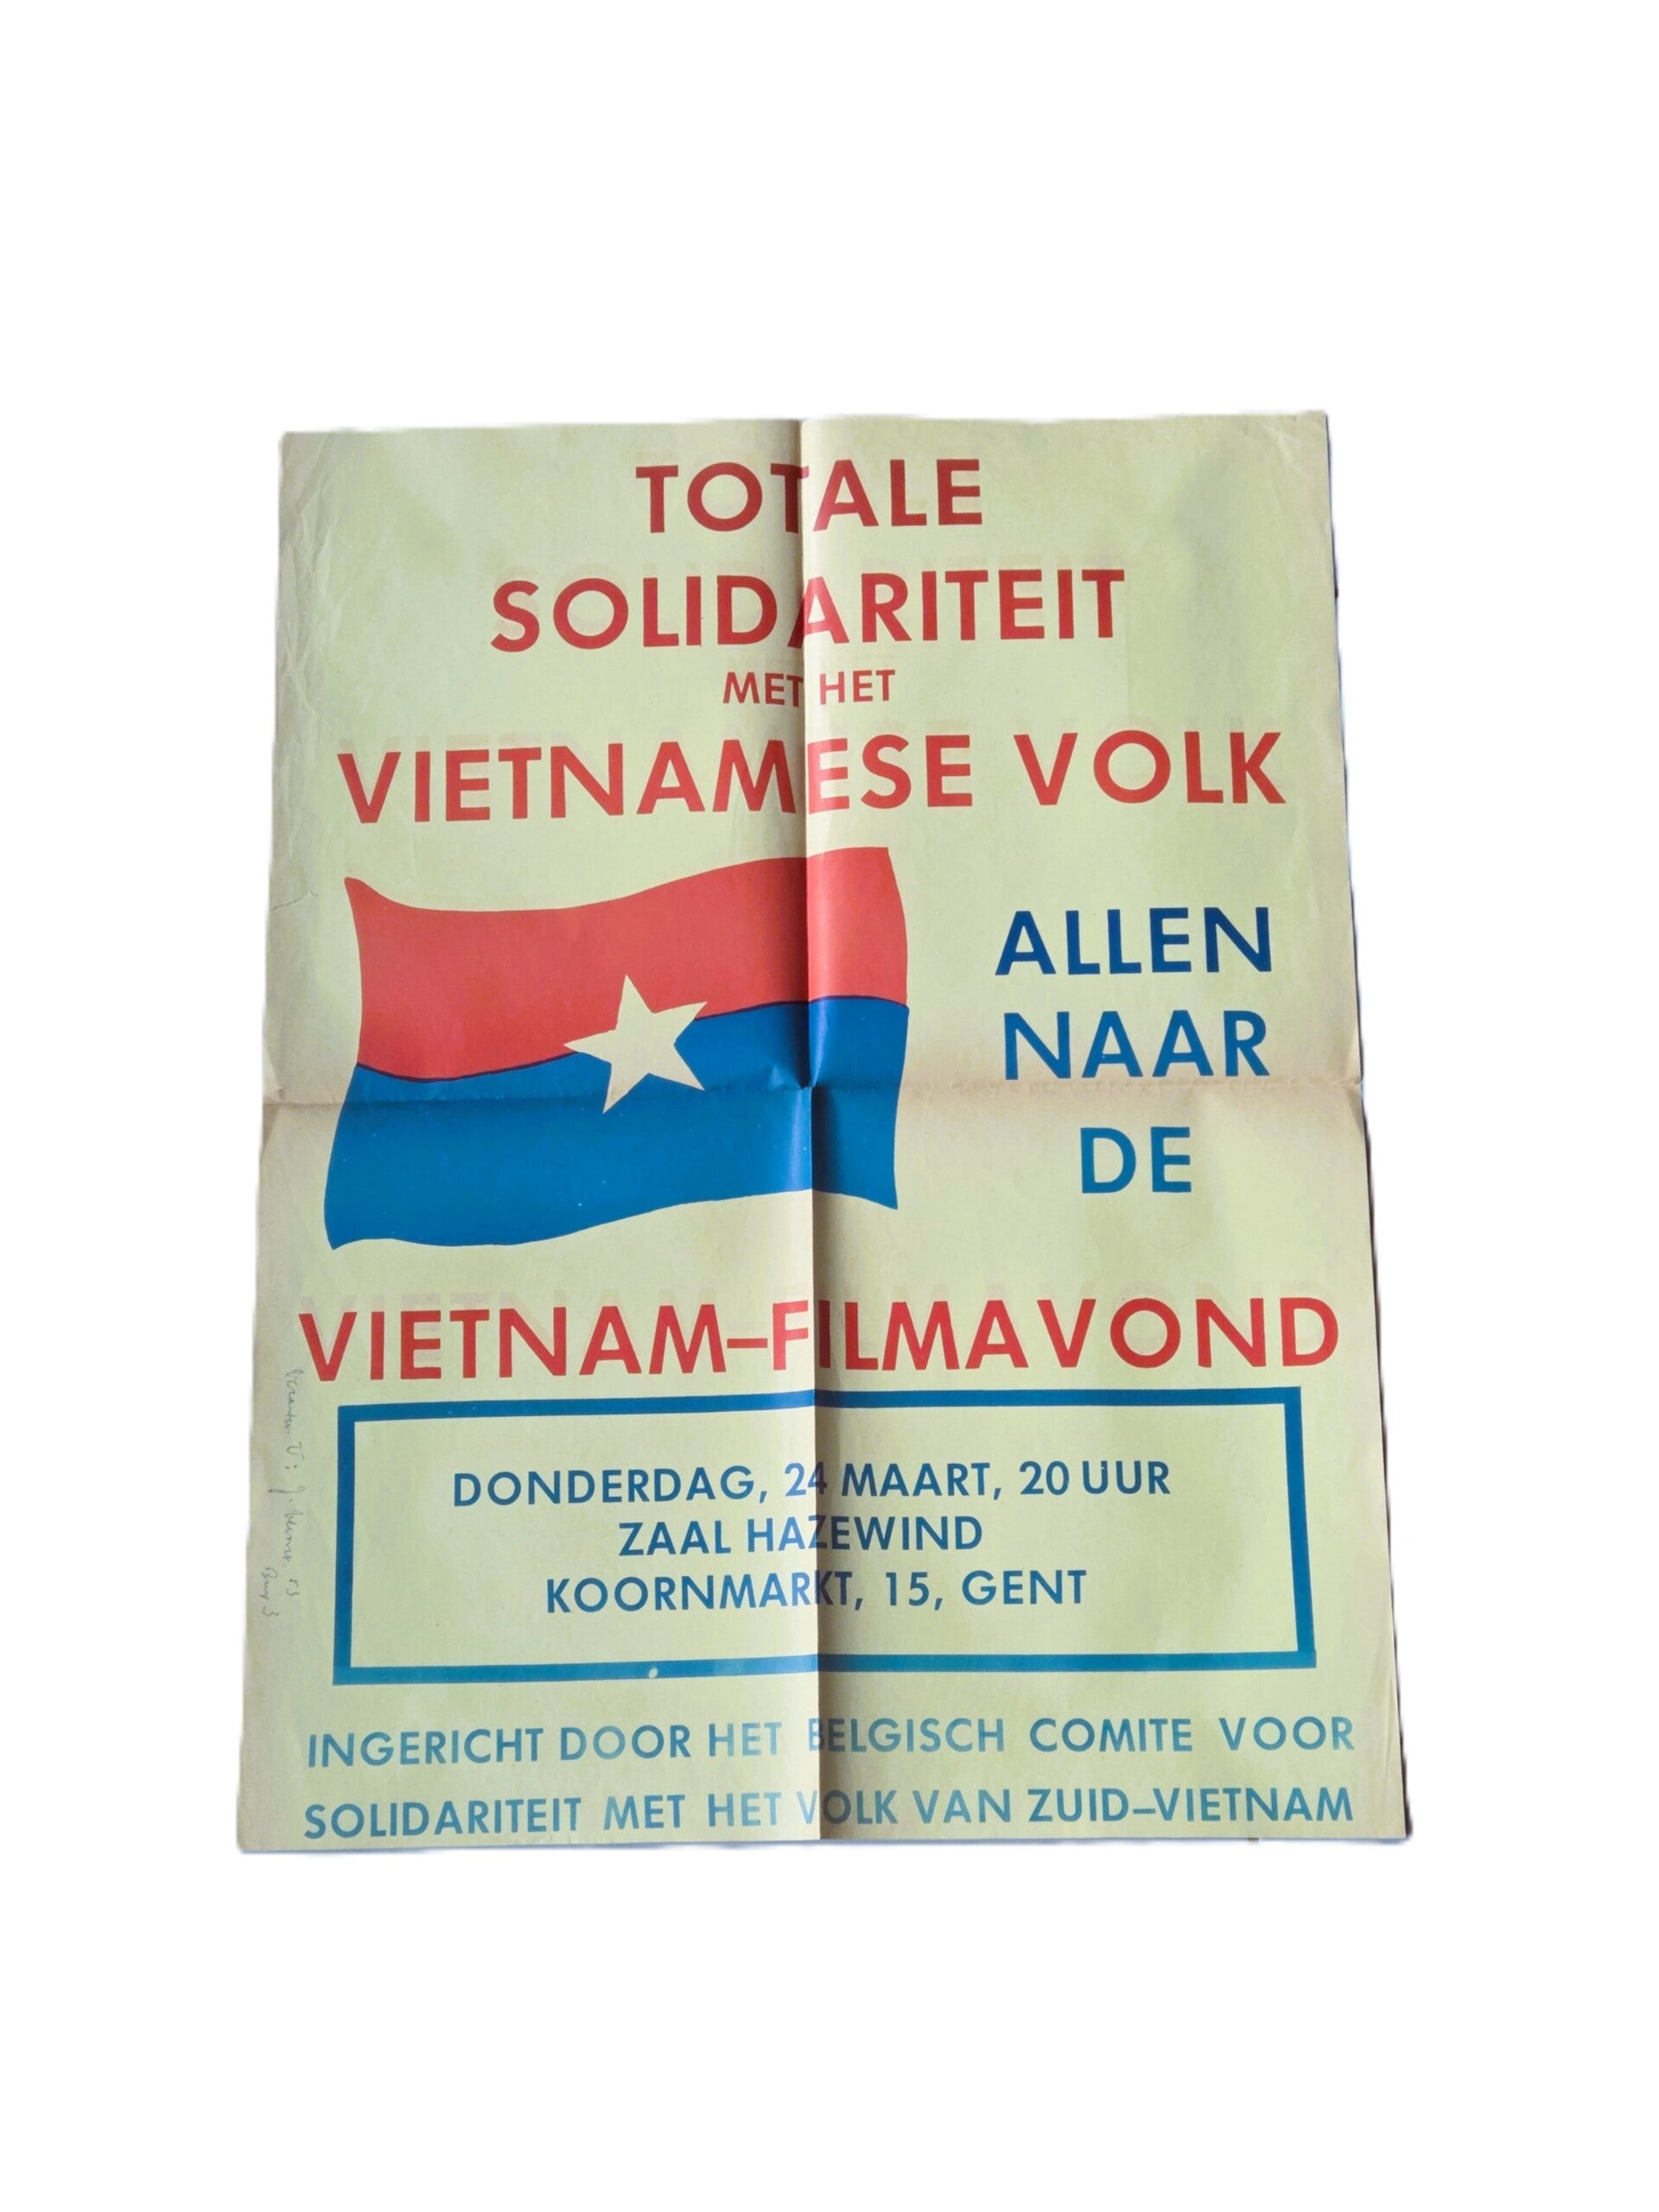 TOTALE
SOLIDARITEIT
MET HET
VIETNAMESE VOLK
ALLEN
NAAR
DE
VIETNAM–FILMAVOND
DONDERDAG, 24 MAART, 20 UUR
ZAAL HAZEWIND
KOORNMARKT, 15, GENT
INGERICHT DOOR HET BELGISCH COMITE VOOR
SOLIDARITEIT MET HET VOLK VAN ZUID–VIETNAM